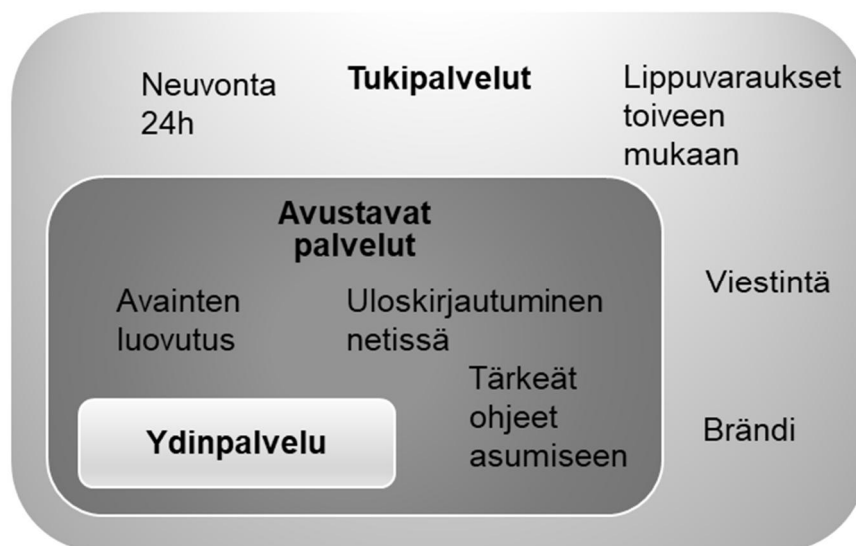 Neuvonta
24h
Tukipalvelut
Lippuvaraukset
toiveen
mukaan
Avustavat
palvelut
Avainten
luovutus
Uloskirjautuminen
netissä
Tärkeät
ohjeet
asumiseen
Ydinpalvelu
Viestintä
Brändi